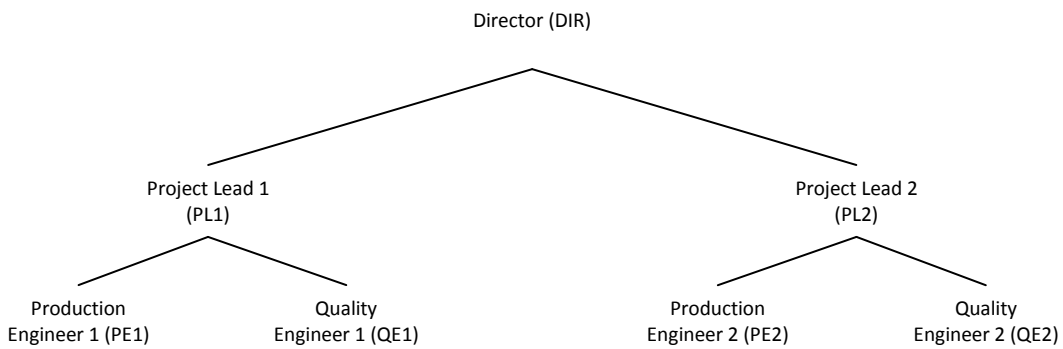 Director (DIR)
Project Lead 1
(PL1)
Project Lead 2
(PL2)
Production
Engineer 1 (PE1)
Quality
Engineer 1 (QE1)
Production
Engineer 2 (PE2)
Quality
Engineer 2 (QE2)